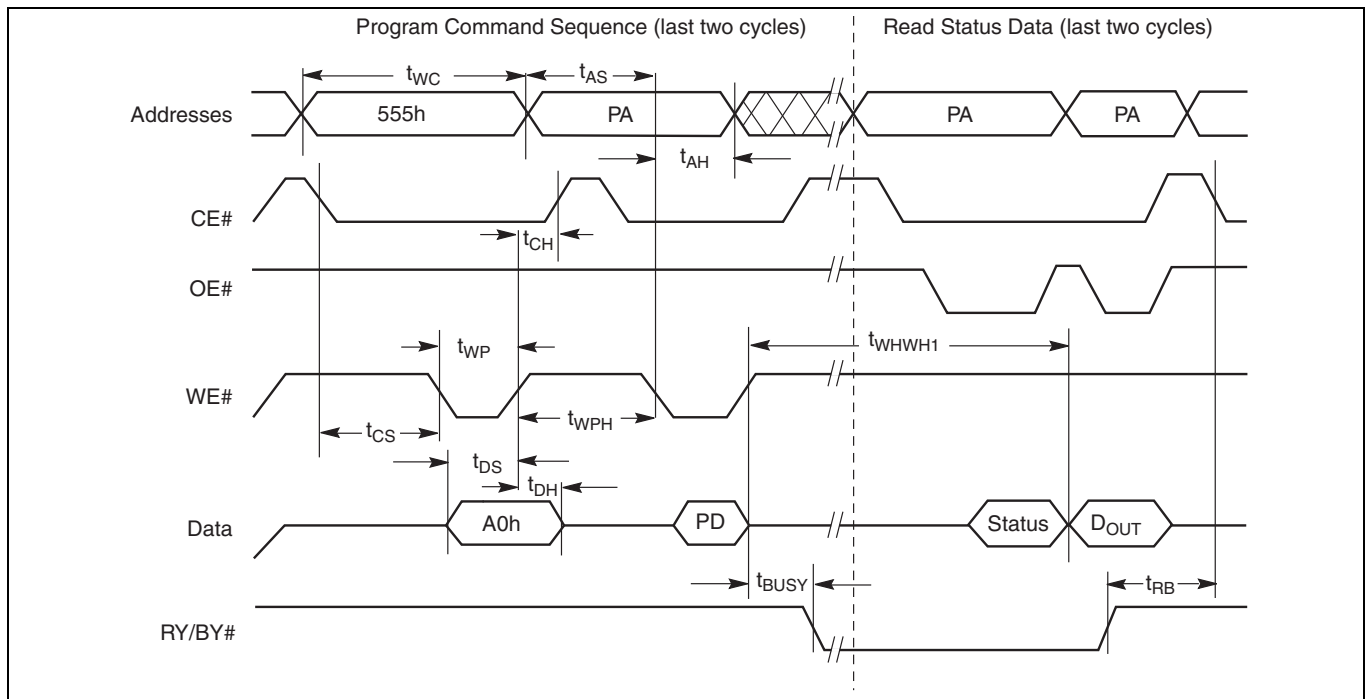 Program Command Sequence (last two cycles) Read Status Data (last two cycles)
tWC tAS
Addresses 555h PA PA PA
tAH
CE#
tCH
OE#
tWP tWHWH1
WE#
tCS tWPH
tDS
tDH
Data A0h PD Status DOUT
tBUSY tRB
RY/BY#